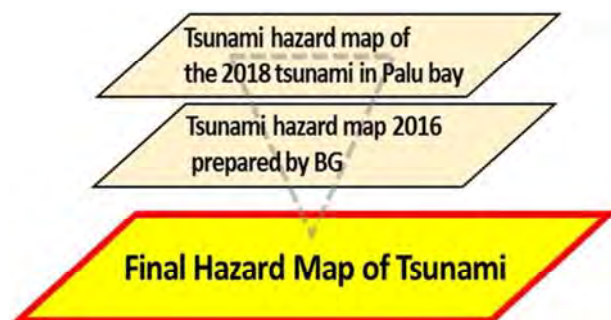 Tsunami hazard map of
the 2018 tsunami in Palu bay
Tsunami hazard map 2016
prepared by BG
Final Hazard Map of Tsunami